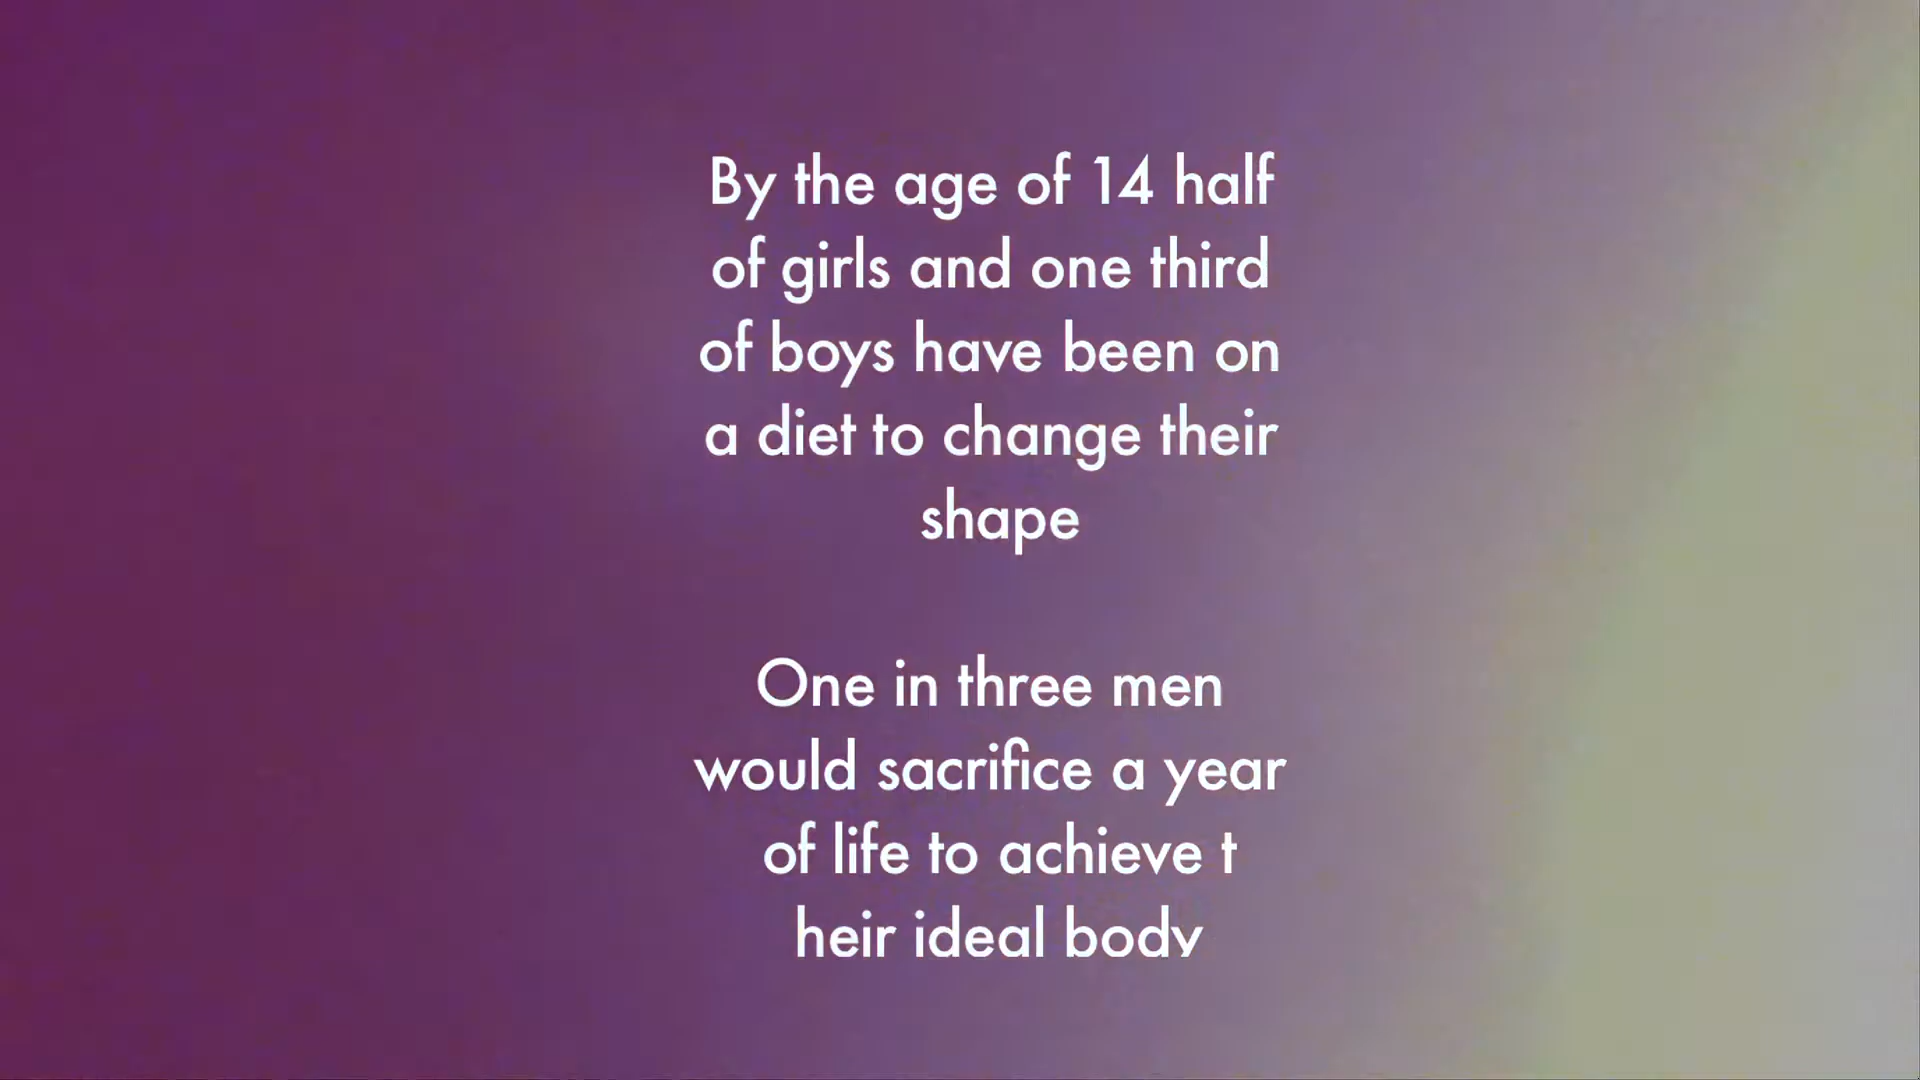 By the age of 14 half
of girls and one third
of boys have been on
a diet to change their
shape
One in three men
would sacrifice a year
of life to achieve t
heir ideal body